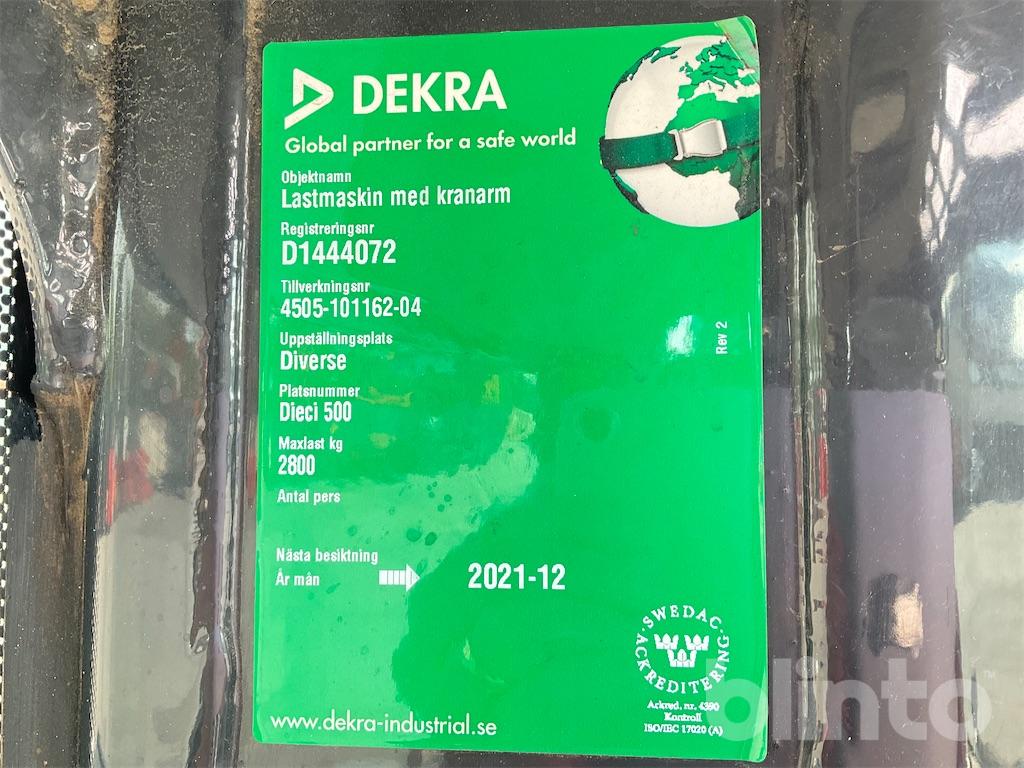 DEKRA
Global partner for a safe world
Objektnamn
Lastmaskin med kranarm
Registreringsnr
D1444072
Tillverkningsnr
4505-101162-04
Uppställningsplats
Diverse
Platsnummer
Dieci 500
Maxlast kg
2800
Antal pers
Nästa besiktning
År mån
2021-12
Rev 2
SWEDAC
ACKREDITERING
Ackred. nr. 4390
Kontroll
ISO/IEC 17020 (A)
www.dekra-industrial.se
blinto™